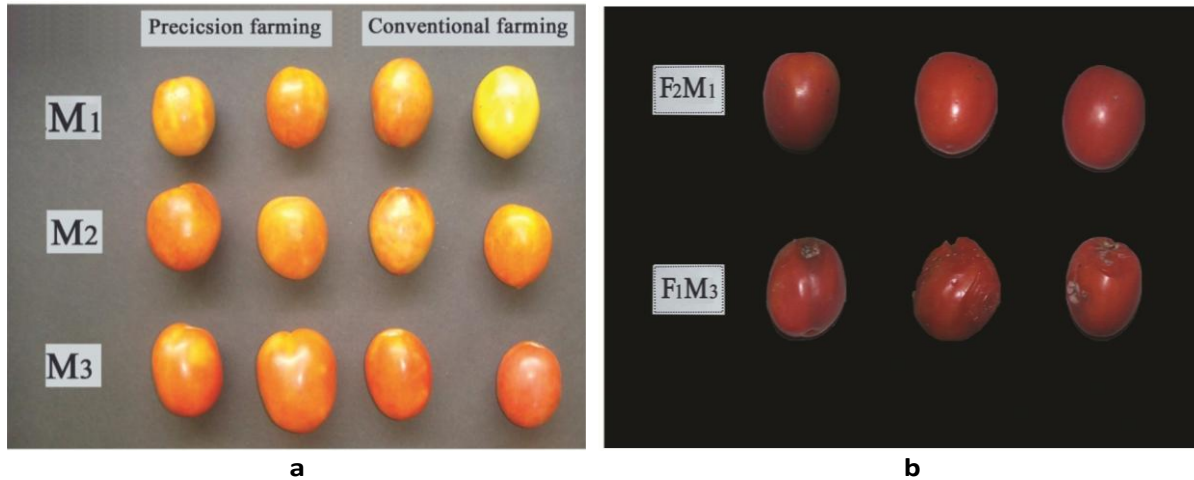 Precicsion farming
Conventional farming
M1
M2
M3
F2M1
F1M3
a
b